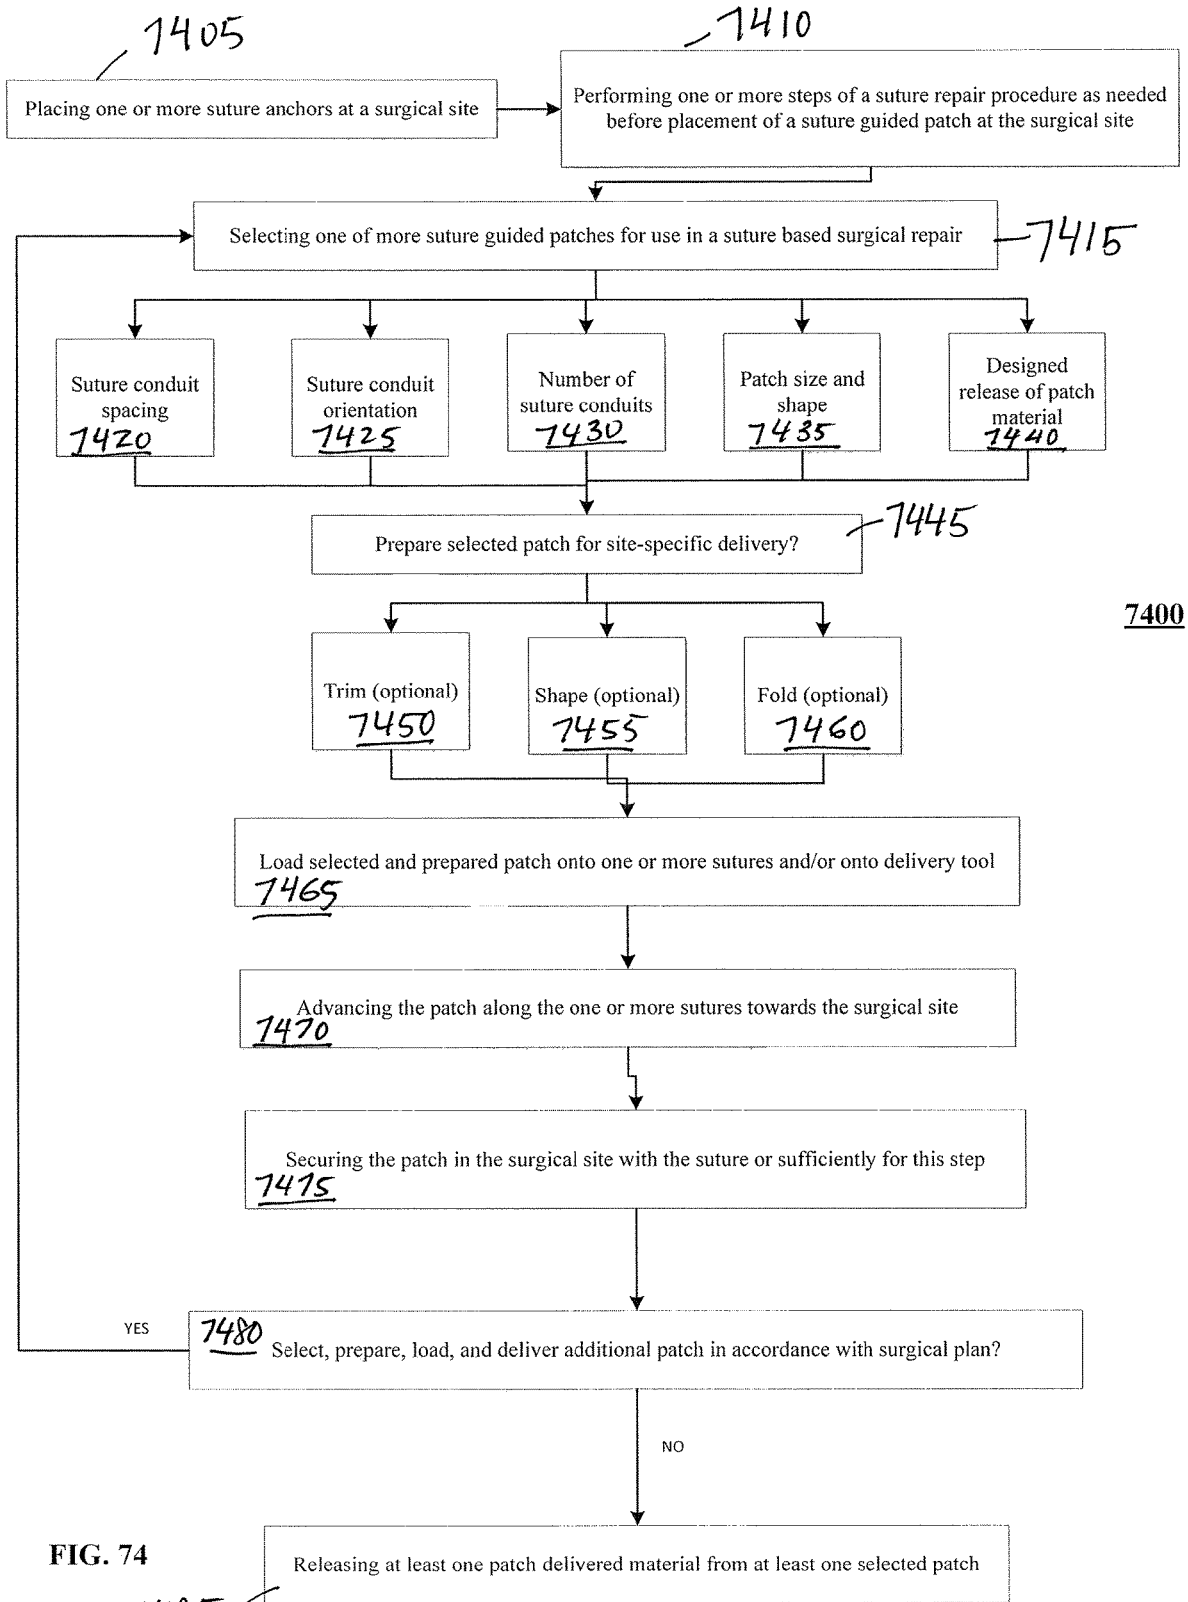 7405
7410
Placing one or more suture anchors at a surgical site
Performing one or more steps of a suture repair procedure as needed
before placement of a suture guided patch at the surgical site
Selecting one of more suture guided patches for use in a suture based surgical repair
7415
Suture conduit
spacing
7420
Suture conduit
orientation
7425
Number of
suture conduits
7430
Patch size and
shape
7435
Designed
release of patch
material
7440
Prepare selected patch for site-specific delivery?
7445
7400
Trim (optional)
7450
Shape (optional)
7455
Fold (optional)
7460
Load selected and prepared patch onto one or more sutures and/or onto delivery tool
7465
Advancing the patch along the one or more sutures towards the surgical site
7470
Securing the patch in the surgical site with the suture or sufficiently for this step
7475
YES
7480
Select, prepare, load, and deliver additional patch in accordance with surgical plan?
NO
FIG. 74
Releasing at least one patch delivered material from at least one selected patch